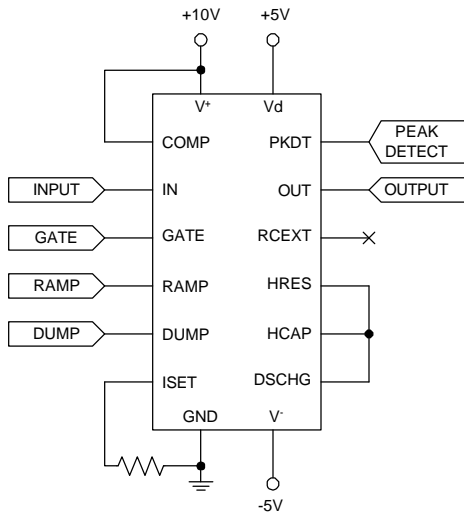 +10V
+5V
V+
Vd
COMP
PKDT
PEAK
DETECT
INPUT
IN
OUT
OUTPUT
GATE
GATE
RCEXT
RAMP
RAMP
HRES
DUMP
DUMP
HCAP
ISET
DSCHG
GND
V-
-5V